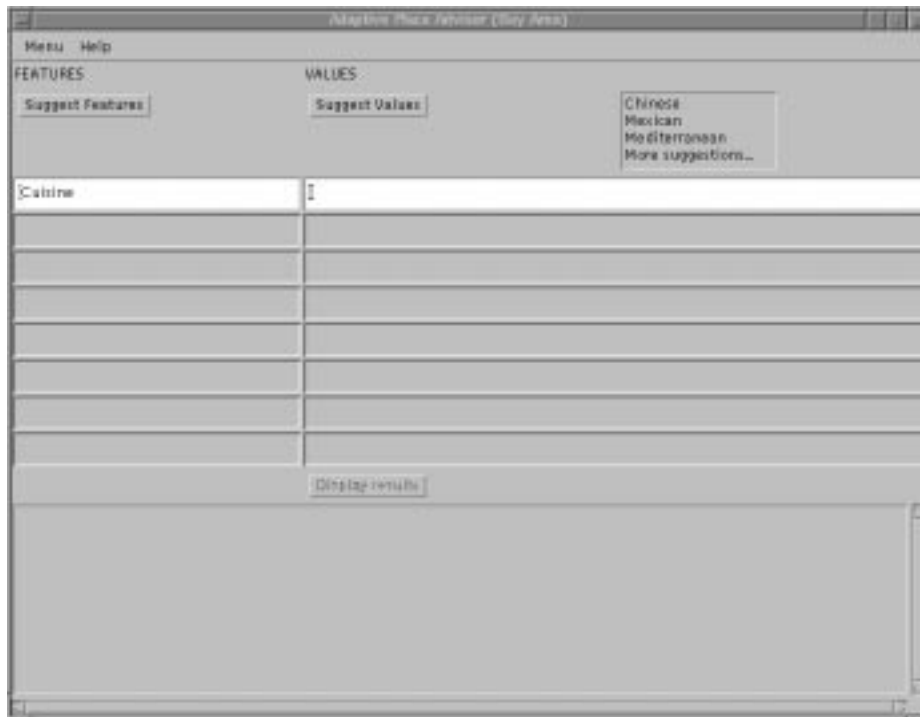 Adaptive Place Advisor (Bay Area)
Menu Help
FEATURES VALUES
Suggest Features Suggest Values
Chinese
Mexican
Mediterranean
More suggestions...
Cuisine
Display results